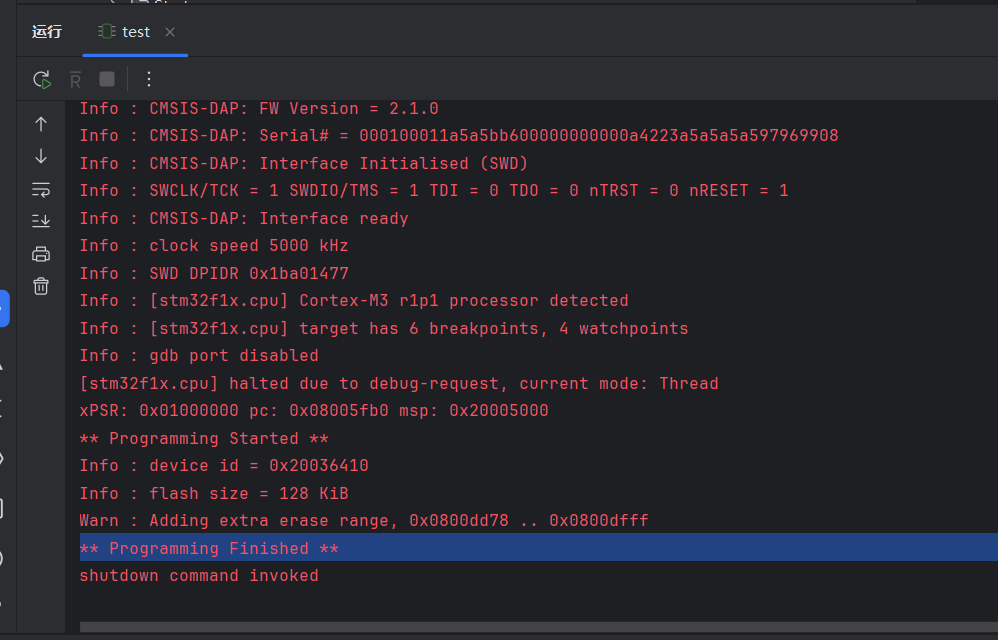 运行
test
Info : CMSIS-DAP: FW Version = 2.1.0
Info : CMSIS-DAP: Serial# = 000100011a5a5bb600000000000a4223a5a5a5a597969908
Info : CMSIS-DAP: Interface Initialised (SWD)
Info : SWCLK/TCK = 1 SWDIO/TMS = 1 TDI = 0 TDO = 0 nTRST = 0 nRESET = 1
Info : CMSIS-DAP: Interface ready
Info : clock speed 5000 kHz
Info : SWD DPIDR 0x1ba01477
Info : [stm32f1x.cpu] Cortex-M3 r1p1 processor detected
Info : [stm32f1x.cpu] target has 6 breakpoints, 4 watchpoints
Info : gdb port disabled
[stm32f1x.cpu] halted due to debug-request, current mode: Thread
xPSR: 0x01000000 pc: 0x08005fb0 msp: 0x20005000
** Programming Started **
Info : device id = 0x20036410
Info : flash size = 128 KiB
Warn : Adding extra erase range, 0x0800dd78 .. 0x0800dfff
** Programming Finished **
shutdown command invoked